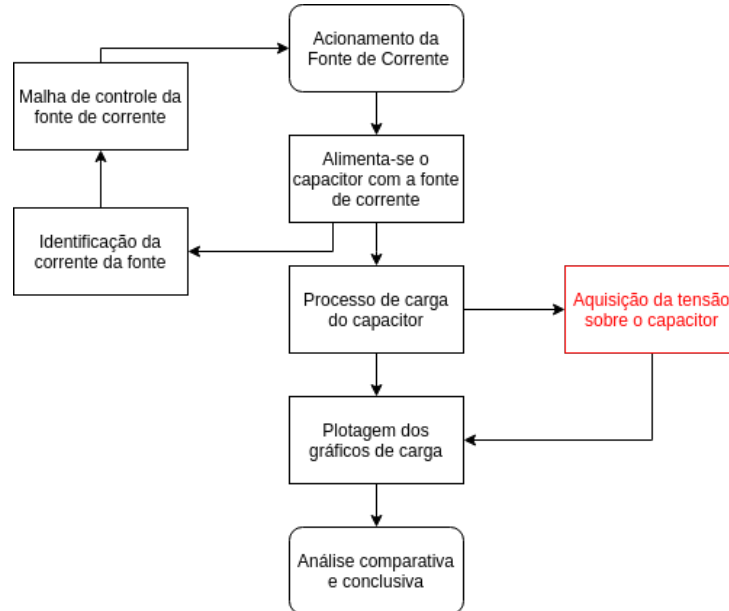 Acionamento da
Fonte de Corrente
Malha de controle da
fonte de corrente
Alimenta-se o
capacitor com a fonte
de corrente
Identificação da
corrente da fonte
Processo de carga
do capacitor
Aquisição da tensão
sobre o capacitor
Plotagem dos
gráficos de carga
Análise comparativa
e conclusiva